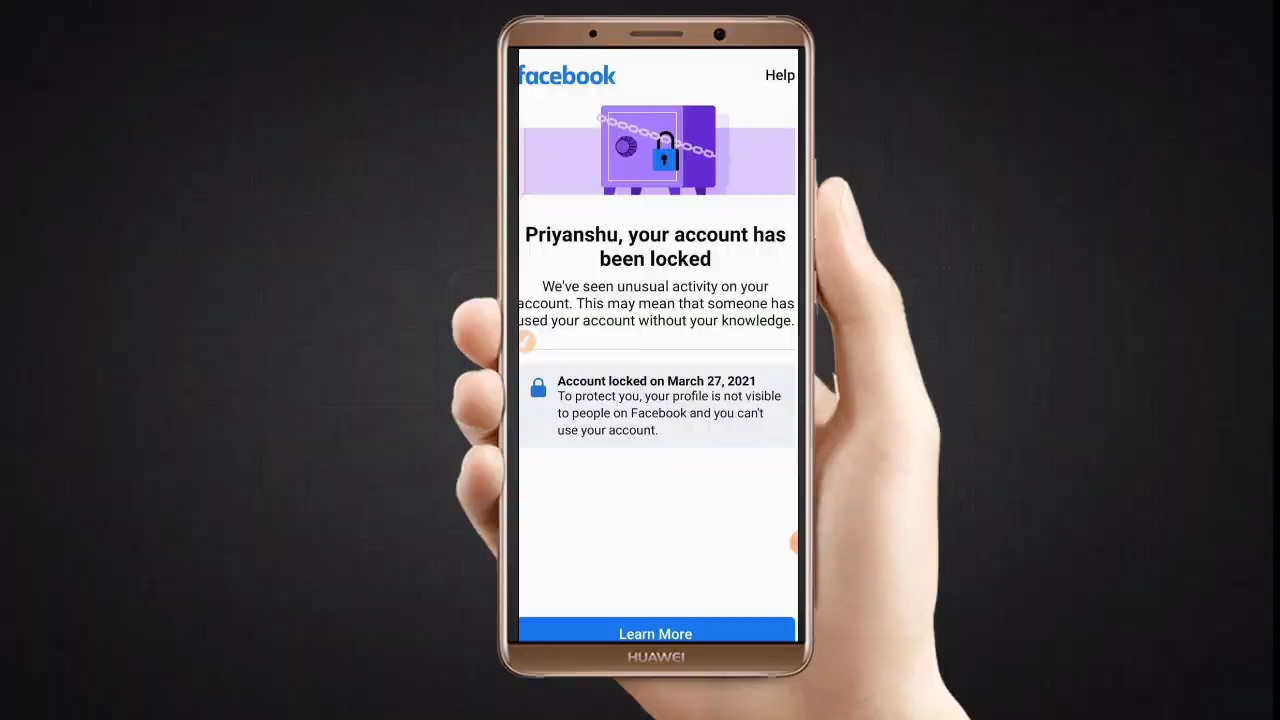 facebook
Help
Priyanshu, your account has
been locked
We've seen unusual activity on your
account. This may mean that someone has
used your account without your knowledge.
Account locked on March 27, 2021
To protect you, your profile is not visible
to people on Facebook and you can't
use your account.
Learn More
HUAWEI